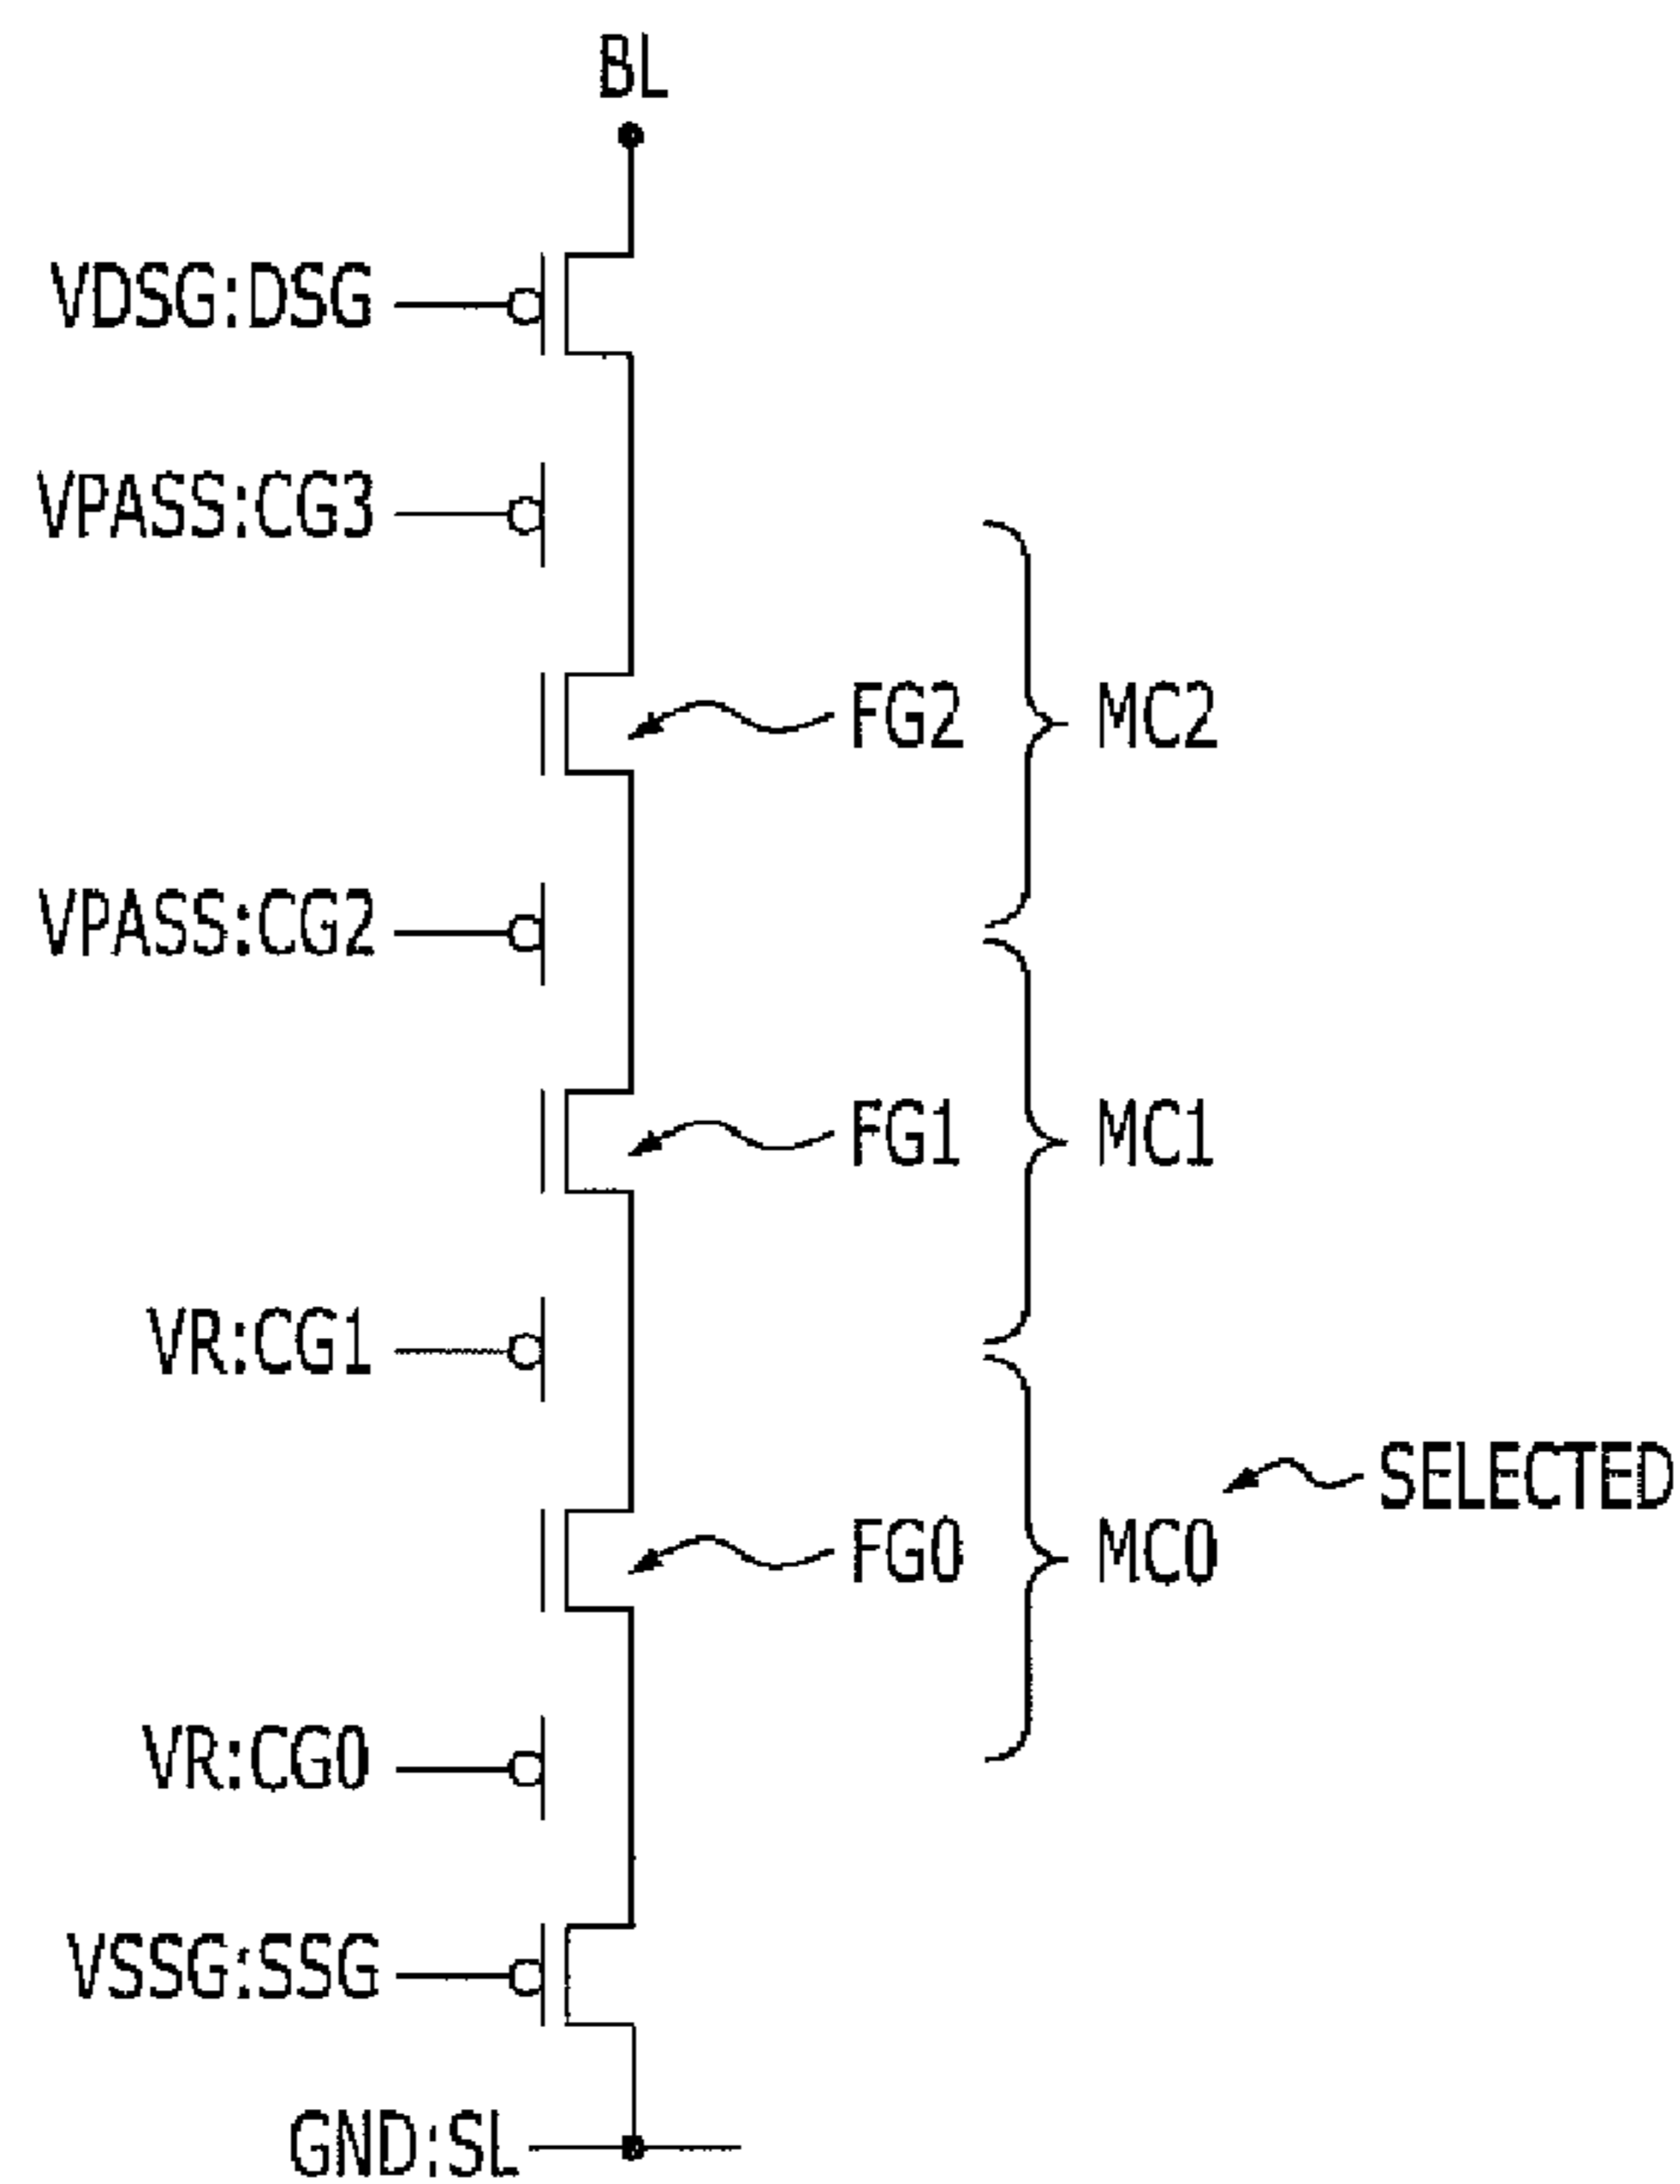 BL
VDSG:DSG
VPASS:CG3
FG2
MC2
VPASS:CG2
FG1
MC1
VR:CG1
SELECTED
FG0
MC0
VR:CG0
VSSG:SSG
GND:SL